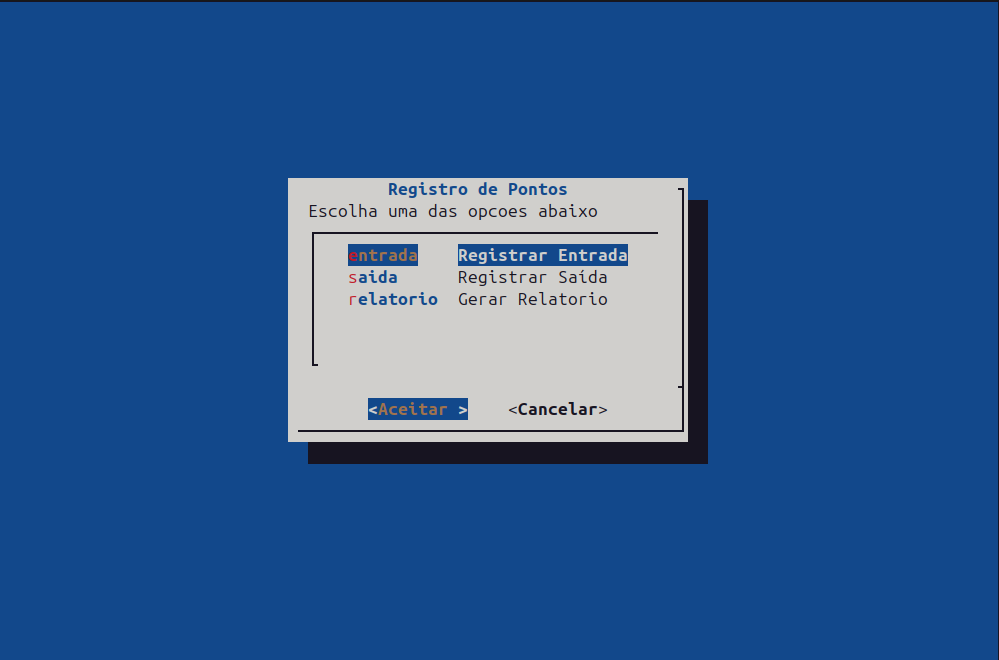 Registro de Pontos
Escolha uma das opcoes abaixo
entrada Registrar Entrada
saida Registrar Saída
relatorio Gerar Relatorio
<Aceitar > <Cancelar>